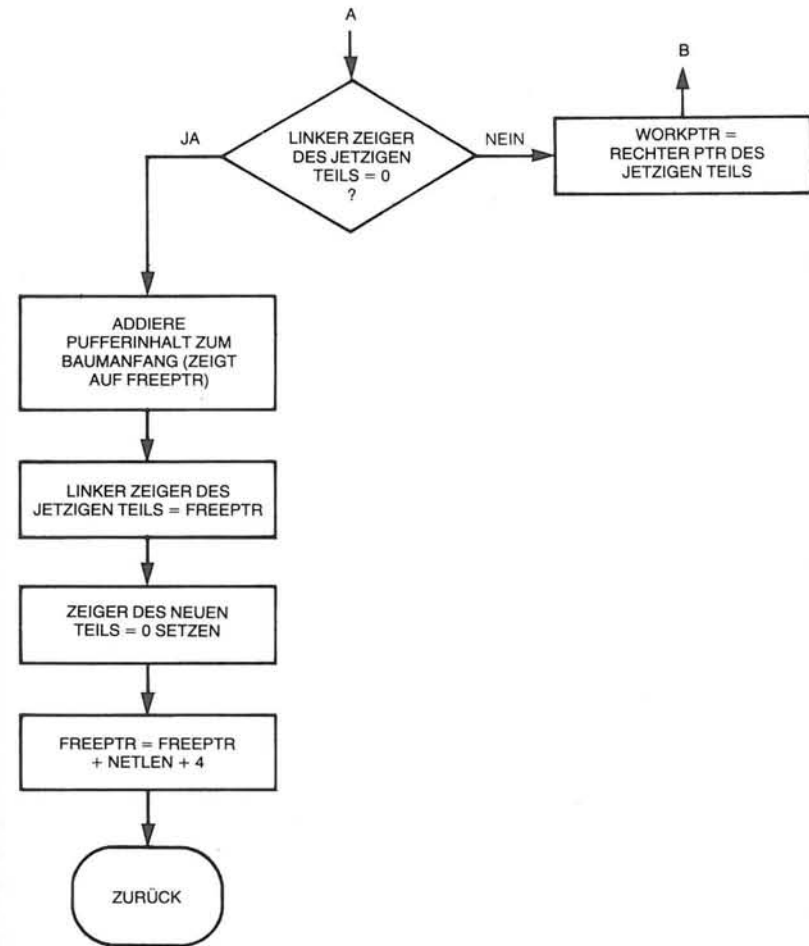 A
B
JA
LINKER ZEIGER
DES JETZIGEN
TEILS = 0
?
NEIN
WORKPTR =
RECHTER PTR DES
JETZIGEN TEILS
ADDIERE
PUFFERINHALT ZUM
BAUMANFANG (ZEIGT
AUF FREEPTR)
LINKER ZEIGER DES
JETZIGEN TEILS = FREEPTR
ZEIGER DES NEUEN
TEILS = 0 SETZEN
FREEPTR = FREEPTR
+ NETLEN + 4
ZURÜCK